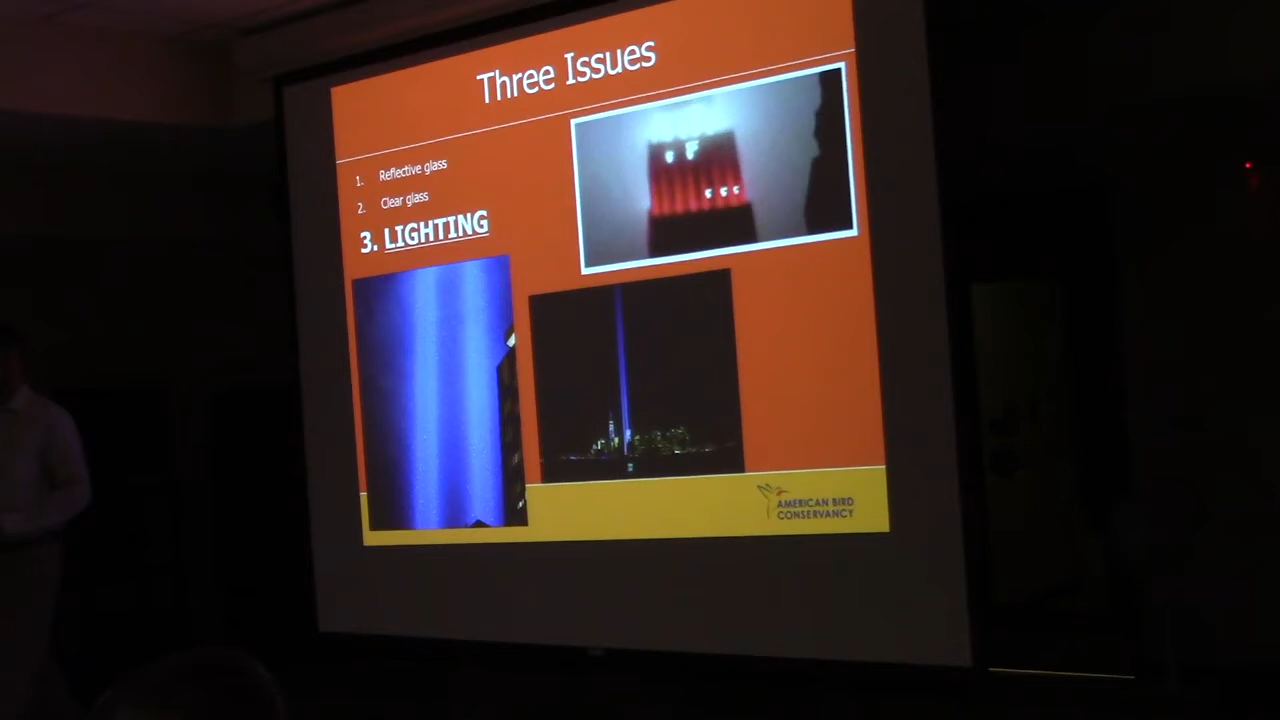 Three Issues
1. Reflective glass
2. Clear glass
3. LIGHTING
AMERICAN BIRD
CONSERVANCY